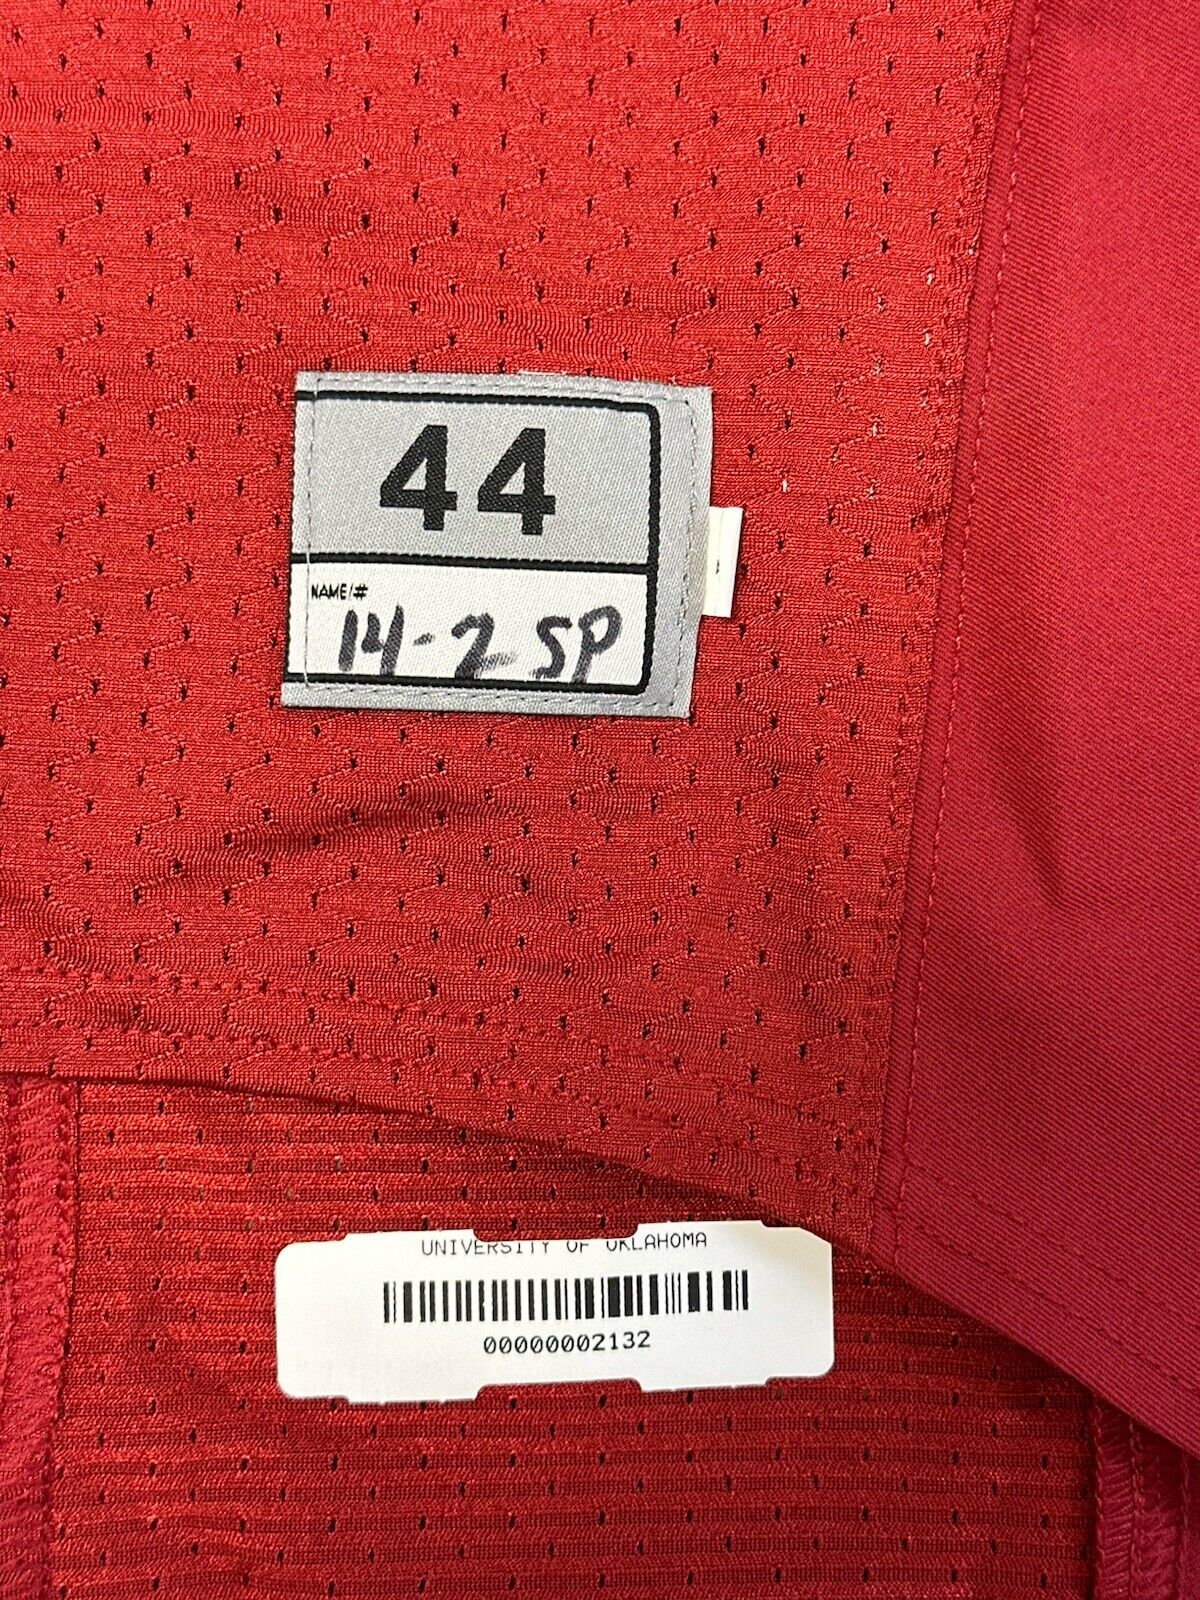 44
NAME/#
14-2 SP
UNIVERSITY OF OKLAHOMA
00000002132